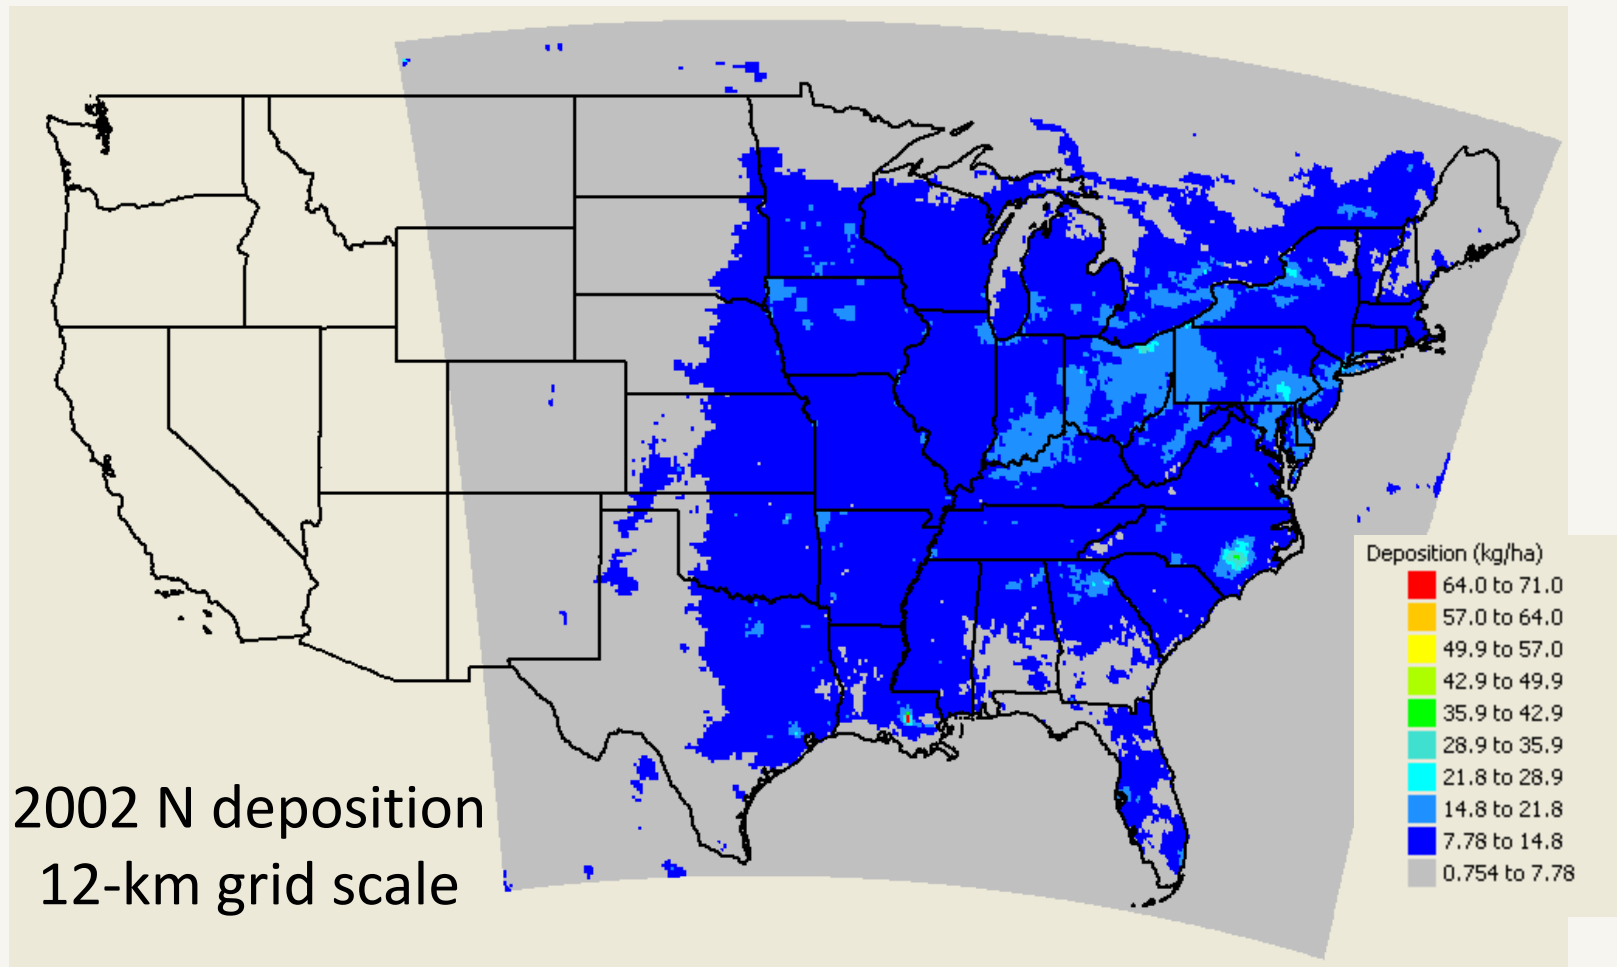 2002 N deposition
12-km grid scale
Deposition (kg/ha)
64.0 to 71.0
57.0 to 64.0
49.9 to 57.0
42.9 to 49.9
35.9 to 42.9
28.9 to 35.9
21.8 to 28.9
14.8 to 21.8
7.78 to 14.8
0.754 to 7.78